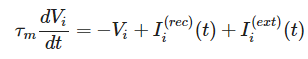 τ_m dV_i/dt = −V_i + I_i^(rec)(t) + I_i^(ext)(t)